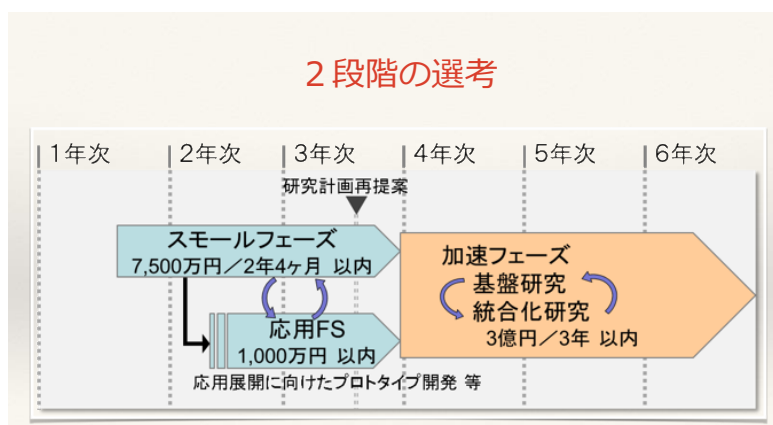 ２段階の選考
1年次
2年次
3年次
4年次
5年次
6年次
研究計画再提案
スモールフェーズ
7,500万円／2年4ヶ月 以内
加速フェーズ
基盤研究
統合化研究
3億円／3年 以内
応用FS
1,000万円 以内
応用展開に向けたプロトタイプ開発 等